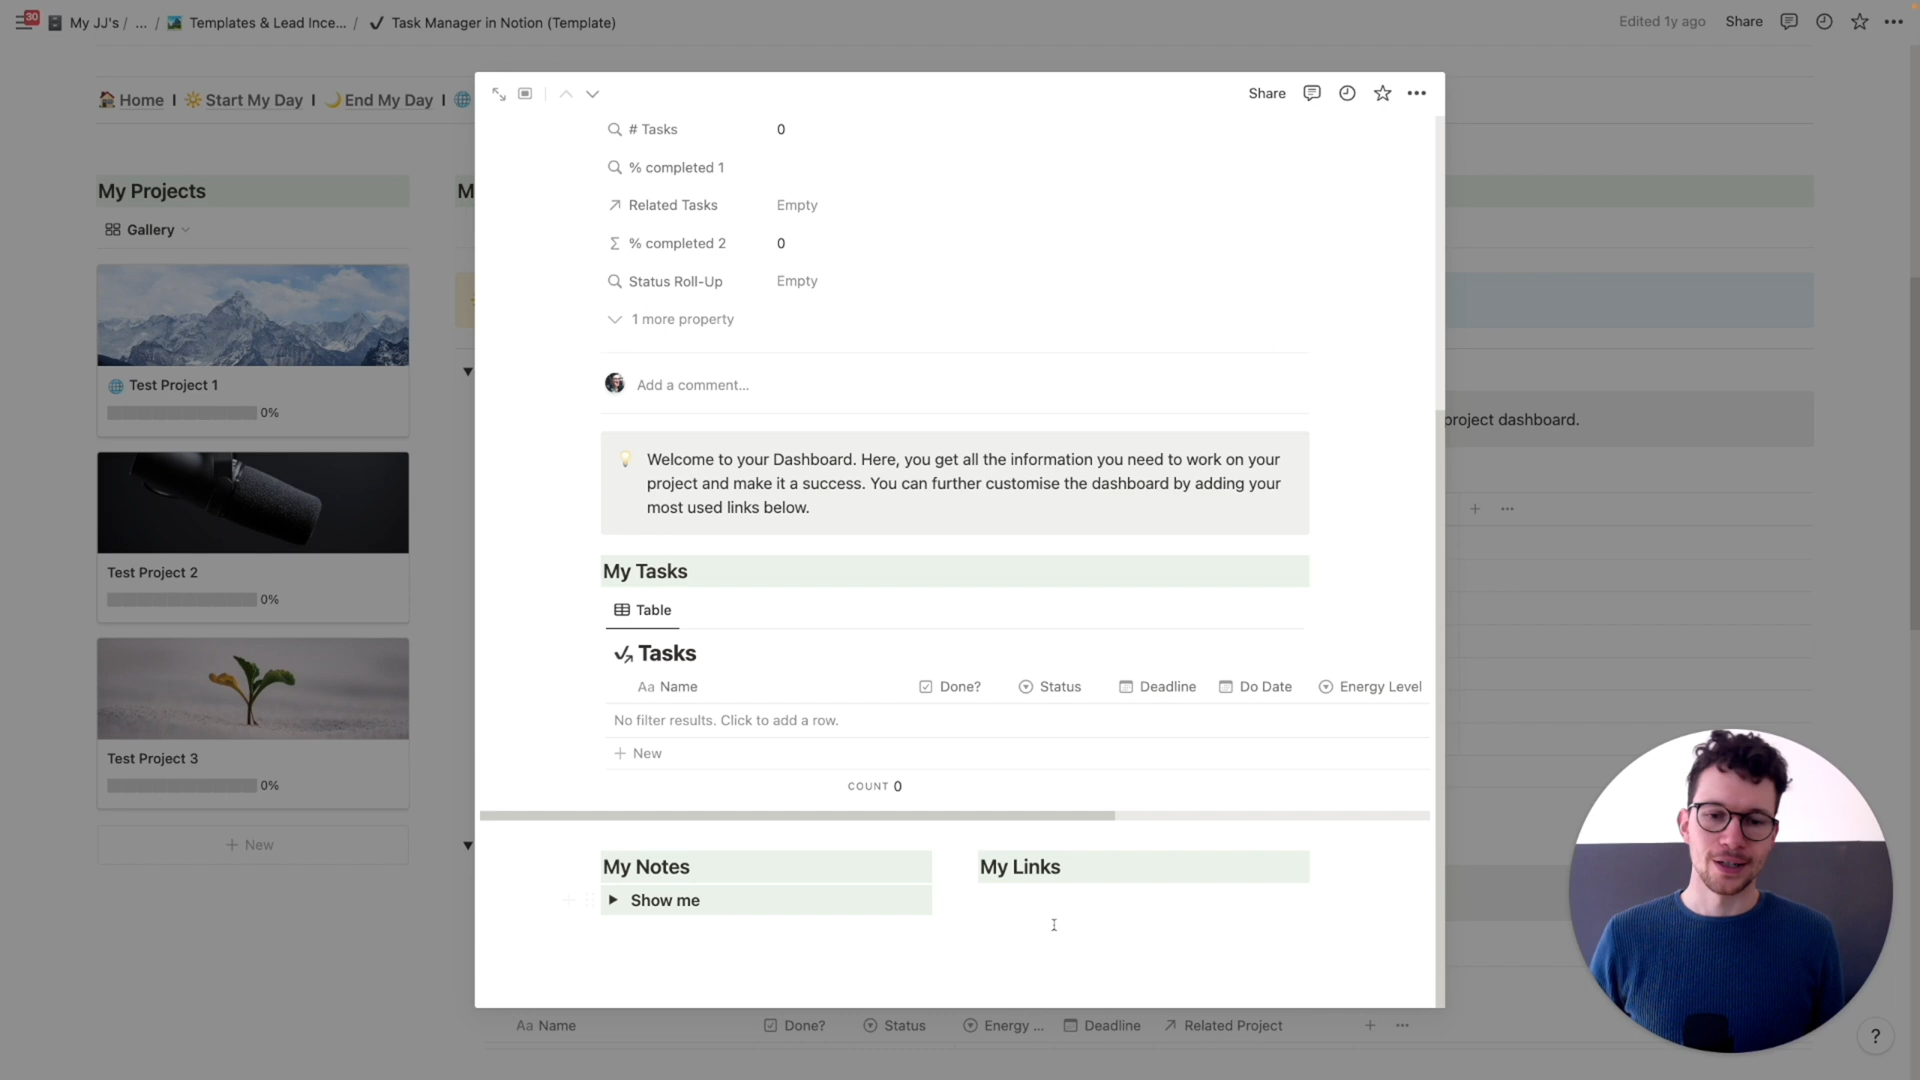 30 My JJ's / ... / Templates & Lead Ince... / Task Manager in Notion (Template)
Edited 1y ago Share
Home I Start My Day I End My Day I
Share
# Tasks 0
% completed 1
Related Tasks Empty
% completed 2 0
Status Roll-Up Empty
1 more property
Add a comment...
Welcome to your Dashboard. Here, you get all the information you need to work on your
project and make it a success. You can further customise the dashboard by adding your
most used links below.
My Tasks
Table
Tasks
Aa Name Done? Status Deadline Do Date Energy Level
No filter results. Click to add a row.
+ New
COUNT 0
My Notes
Show me
My Links
My Projects
Gallery
Test Project 1
0%
Test Project 2
0%
Test Project 3
0%
+ New
M
project dashboard.
Aa Name Done? Status Energy ... Deadline Related Project
?